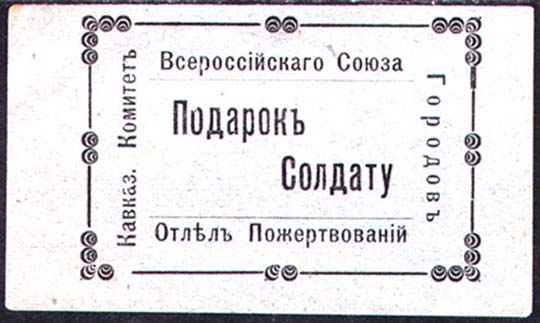 Кавказ. Комитетъ
Всероссійскаго Союза
Городовъ
Подарокъ
Солдату
Отлѣлъ Пожертвованій